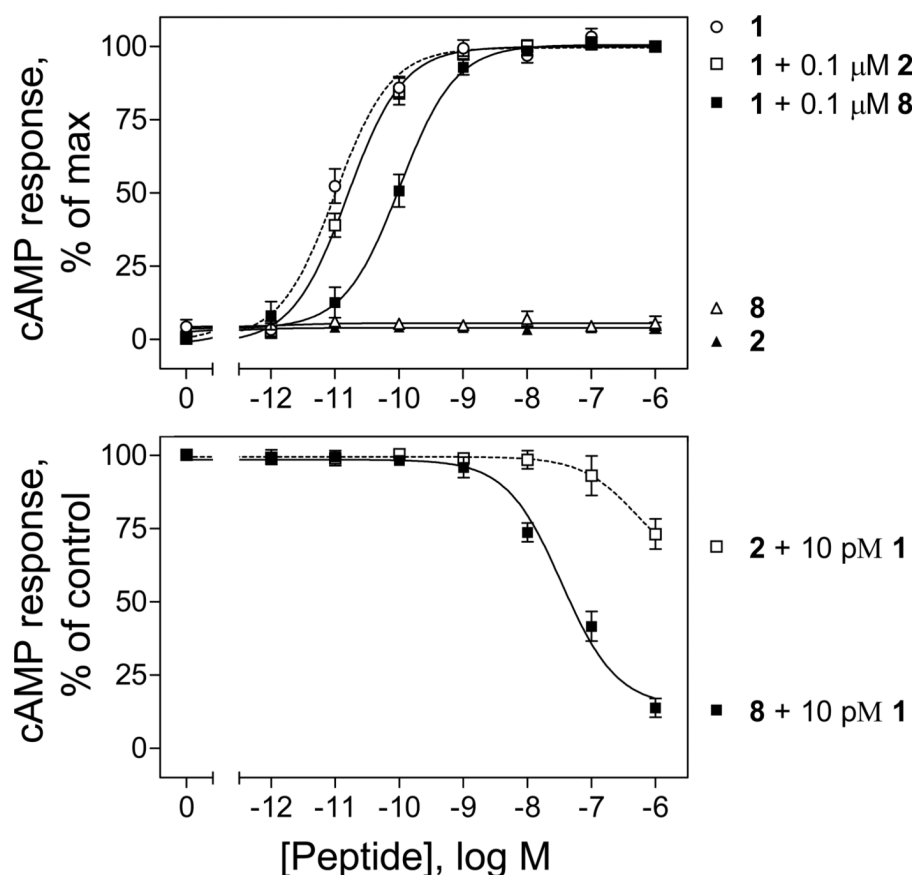 cAMP response,
% of max
100
75
50
25
0
0 -12 -11 -10 -9 -8 -7 -6
1
1 + 0.1 μM 2
1 + 0.1 μM 8
8
2
cAMP response,
% of control
100
75
50
25
0
0 -12 -11 -10 -9 -8 -7 -6
2 + 10 pM 1
8 + 10 pM 1
[Peptide], log M